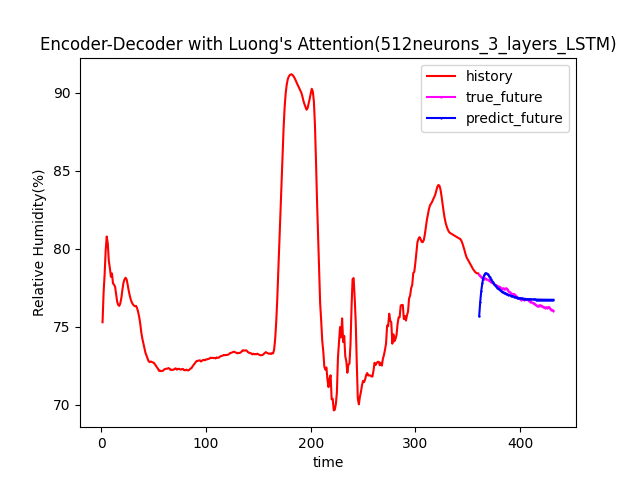 Encoder-Decoder with Luong's Attention(512neurons_3_layers_LSTM)
history
true_future
predict_future
Relative Humidity(%)
90
85
80
75
70
0 100 200 300 400
time